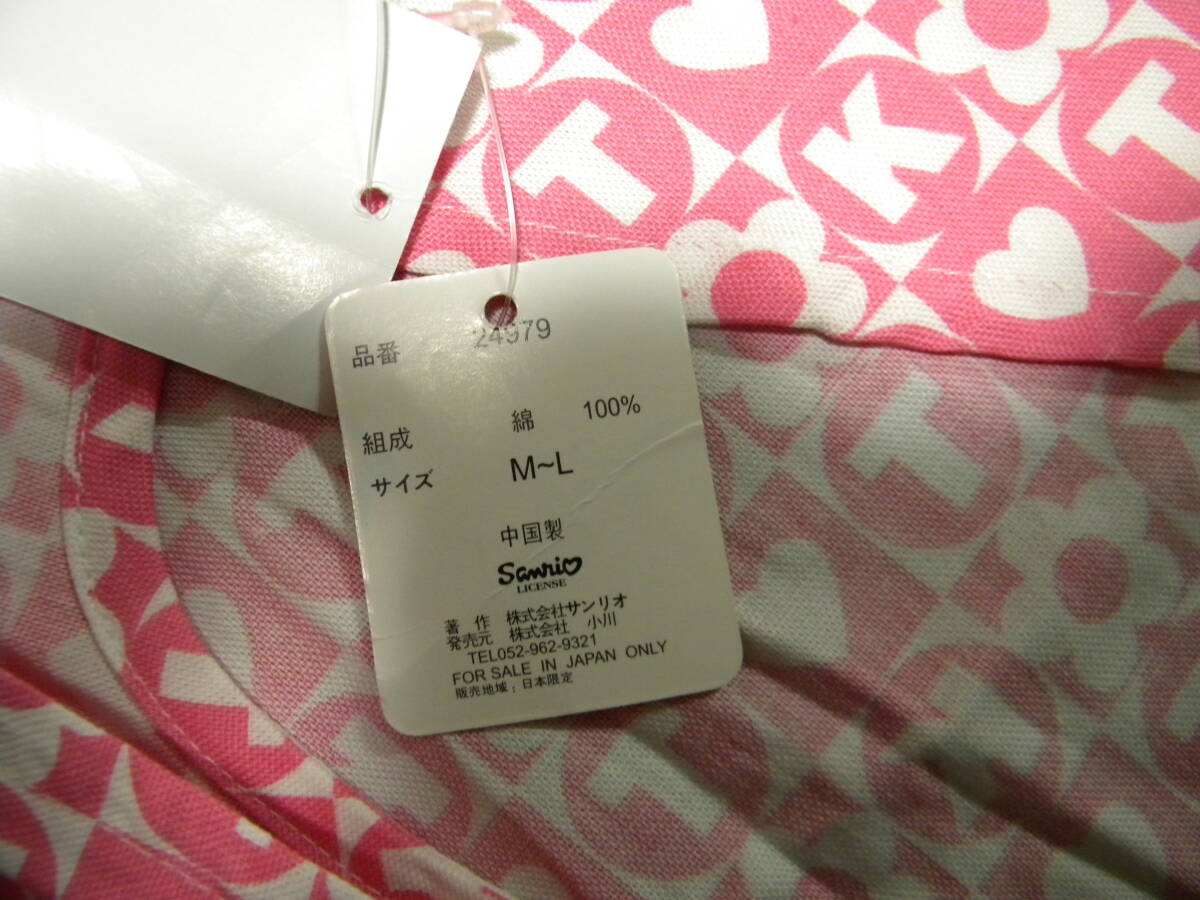 品番 24979
組成 綿 100%
サイズ M~L
中国製
Sanrio
LICENSE
著 作 株式会社サンリオ
発売元 株式会社 小川
TEL052-962-9321
FOR SALE IN JAPAN ONLY
販売地域：日本限定
T K T
T